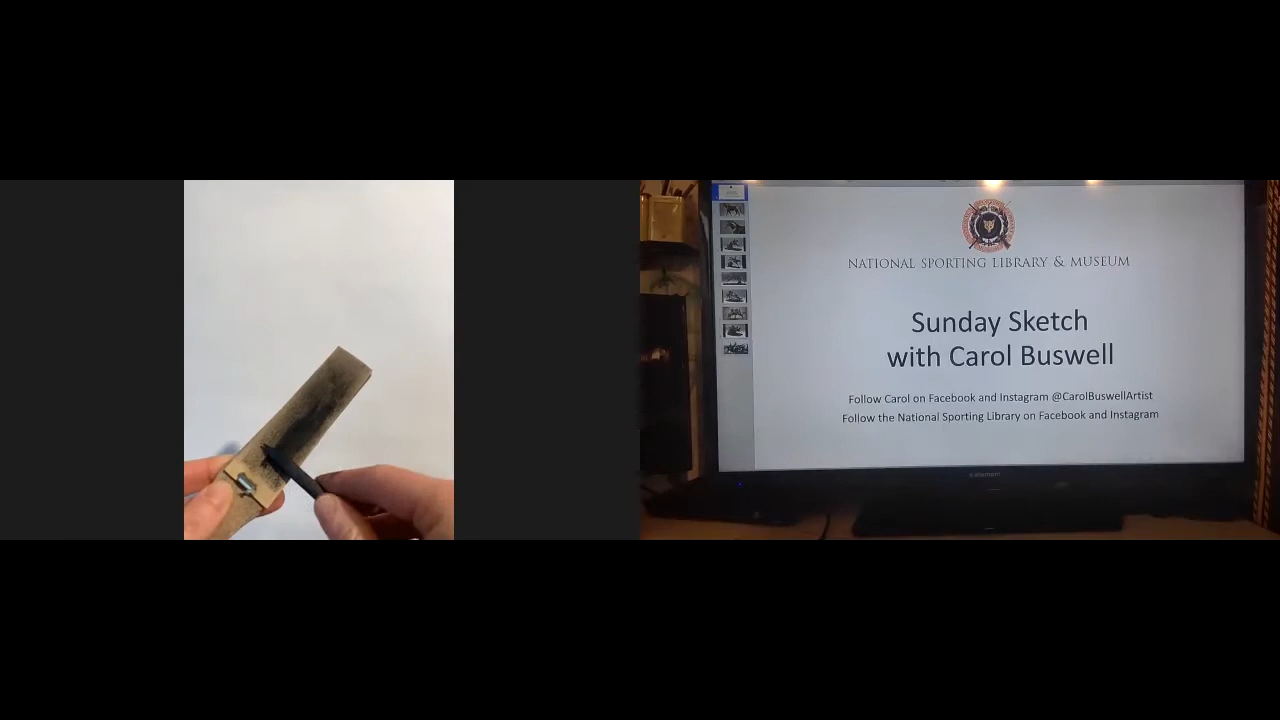 NATIONAL SPORTING LIBRARY & MUSEUM
Sunday Sketch
with Carol Buswell
Follow Carol on Facebook and Instagram @CarolBuswellArtist
Follow the National Sporting Library on Facebook and Instagram
element